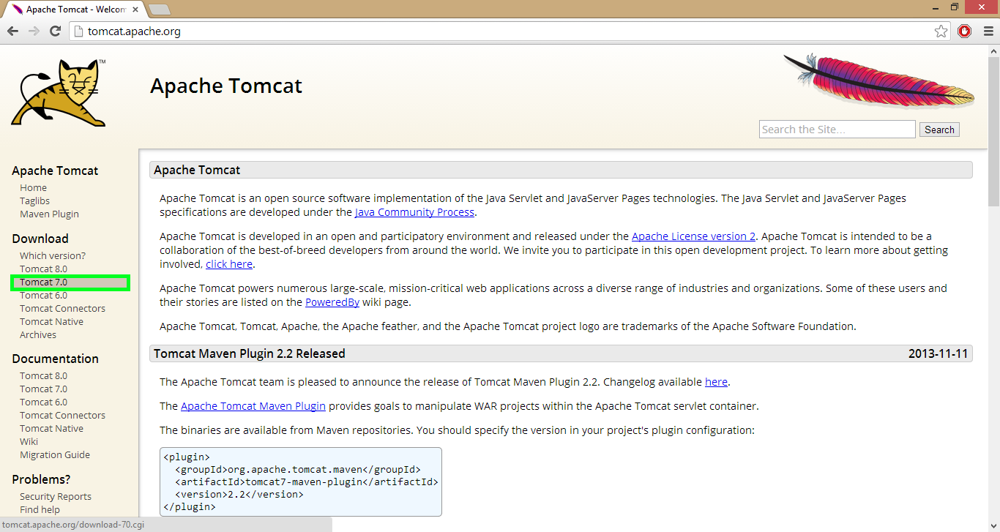 Apache Tomcat - Welcom
tomcat.apache.org
TM
Apache Tomcat
Search the Site...
Search
Apache Tomcat
Home
Taglibs
Maven Plugin
Download
Which version?
Tomcat 8.0
Tomcat 7.0
Tomcat 6.0
Tomcat Connectors
Tomcat Native
Archives
Documentation
Tomcat 8.0
Tomcat 7.0
Tomcat 6.0
Tomcat Connectors
Tomcat Native
Wiki
Migration Guide
Problems?
Security Reports
Find help
Apache Tomcat
Apache Tomcat is an open source software implementation of the Java Servlet and JavaServer Pages technologies. The Java Servlet and JavaServer Pages
specifications are developed under the Java Community Process.
Apache Tomcat is developed in an open and participatory environment and released under the Apache License version 2. Apache Tomcat is intended to be a
collaboration of the best-of-breed developers from around the world. We invite you to participate in this open development project. To learn more about getting
involved, click here.
Apache Tomcat powers numerous large-scale, mission-critical web applications across a diverse range of industries and organizations. Some of these users and
their stories are listed on the PoweredBy wiki page.
Apache Tomcat, Tomcat, Apache, the Apache feather, and the Apache Tomcat project logo are trademarks of the Apache Software Foundation.
Tomcat Maven Plugin 2.2 Released 2013-11-11
The Apache Tomcat team is pleased to announce the release of Tomcat Maven Plugin 2.2. Changelog available here.
The Apache Tomcat Maven Plugin provides goals to manipulate WAR projects within the Apache Tomcat servlet container.
The binaries are available from Maven repositories. You should specify the version in your project's plugin configuration:
<plugin>
  <groupId>org.apache.tomcat.maven</groupId>
  <artifactId>tomcat7-maven-plugin</artifactId>
  <version>2.2</version>
</plugin>
tomcat.apache.org/download-70.cgi